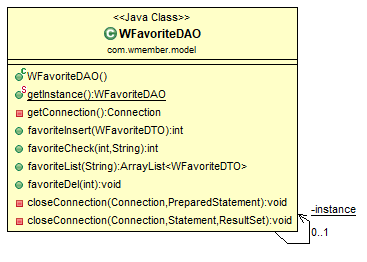 <<Java Class>>
WFavoriteDAO
com.wmember.model
WFavoriteDAO()
getInstance():WFavoriteDAO
getConnection():Connection
favoriteInsert(WFavoriteDTO):int
favoriteCheck(int,String):int
favoriteList(String):ArrayList<WFavoriteDTO>
favoriteDel(int):void
closeConnection(Connection,PreparedStatement):void
closeConnection(Connection,Statement,ResultSet):void
-instance
0..1